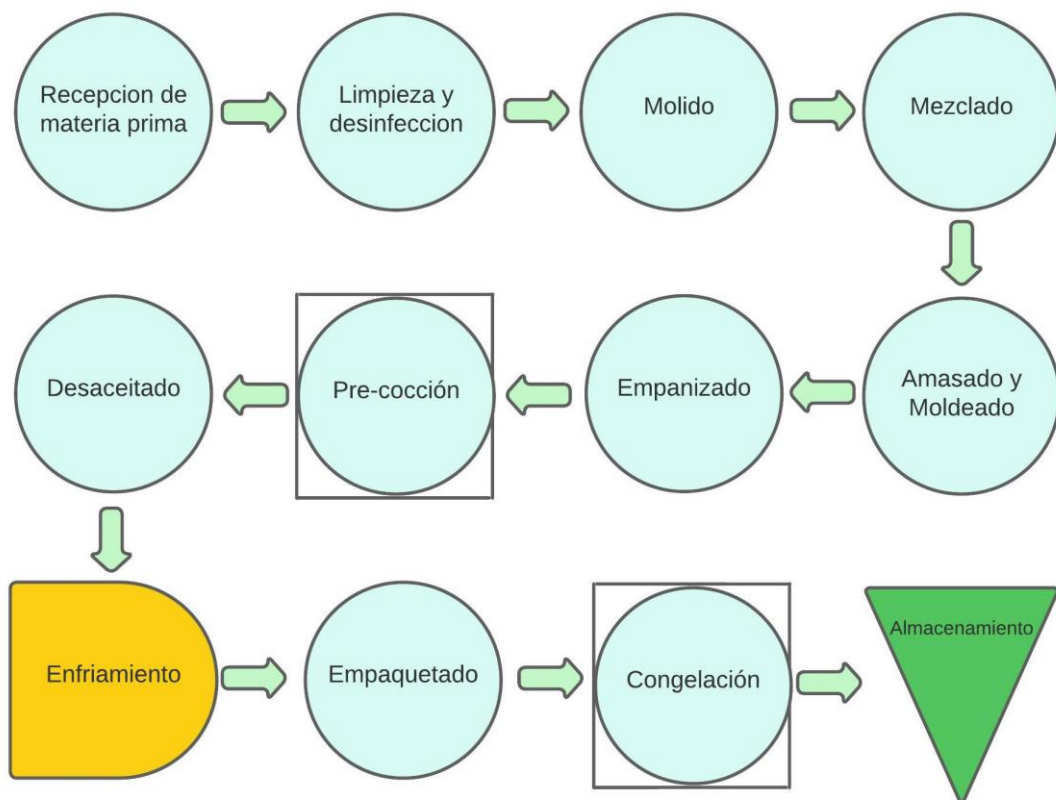 Recepcion de
materia prima
Limpieza y
desinfeccion
Molido
Mezclado
Amasado y
Moldeado
Empanizado
Pre-cocción
Desaceitado
Enfriamiento
Empaquetado
Congelación
Almacenamiento